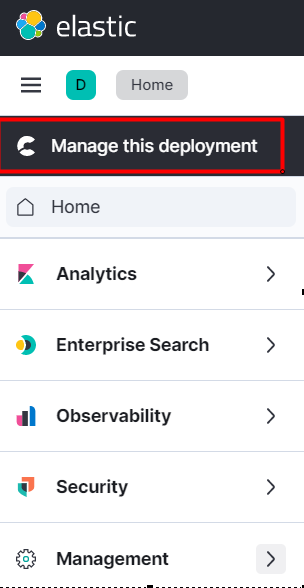 elastic
D
Home
Manage this deployment
Home
Analytics
Enterprise Search
Observability
Security
Management